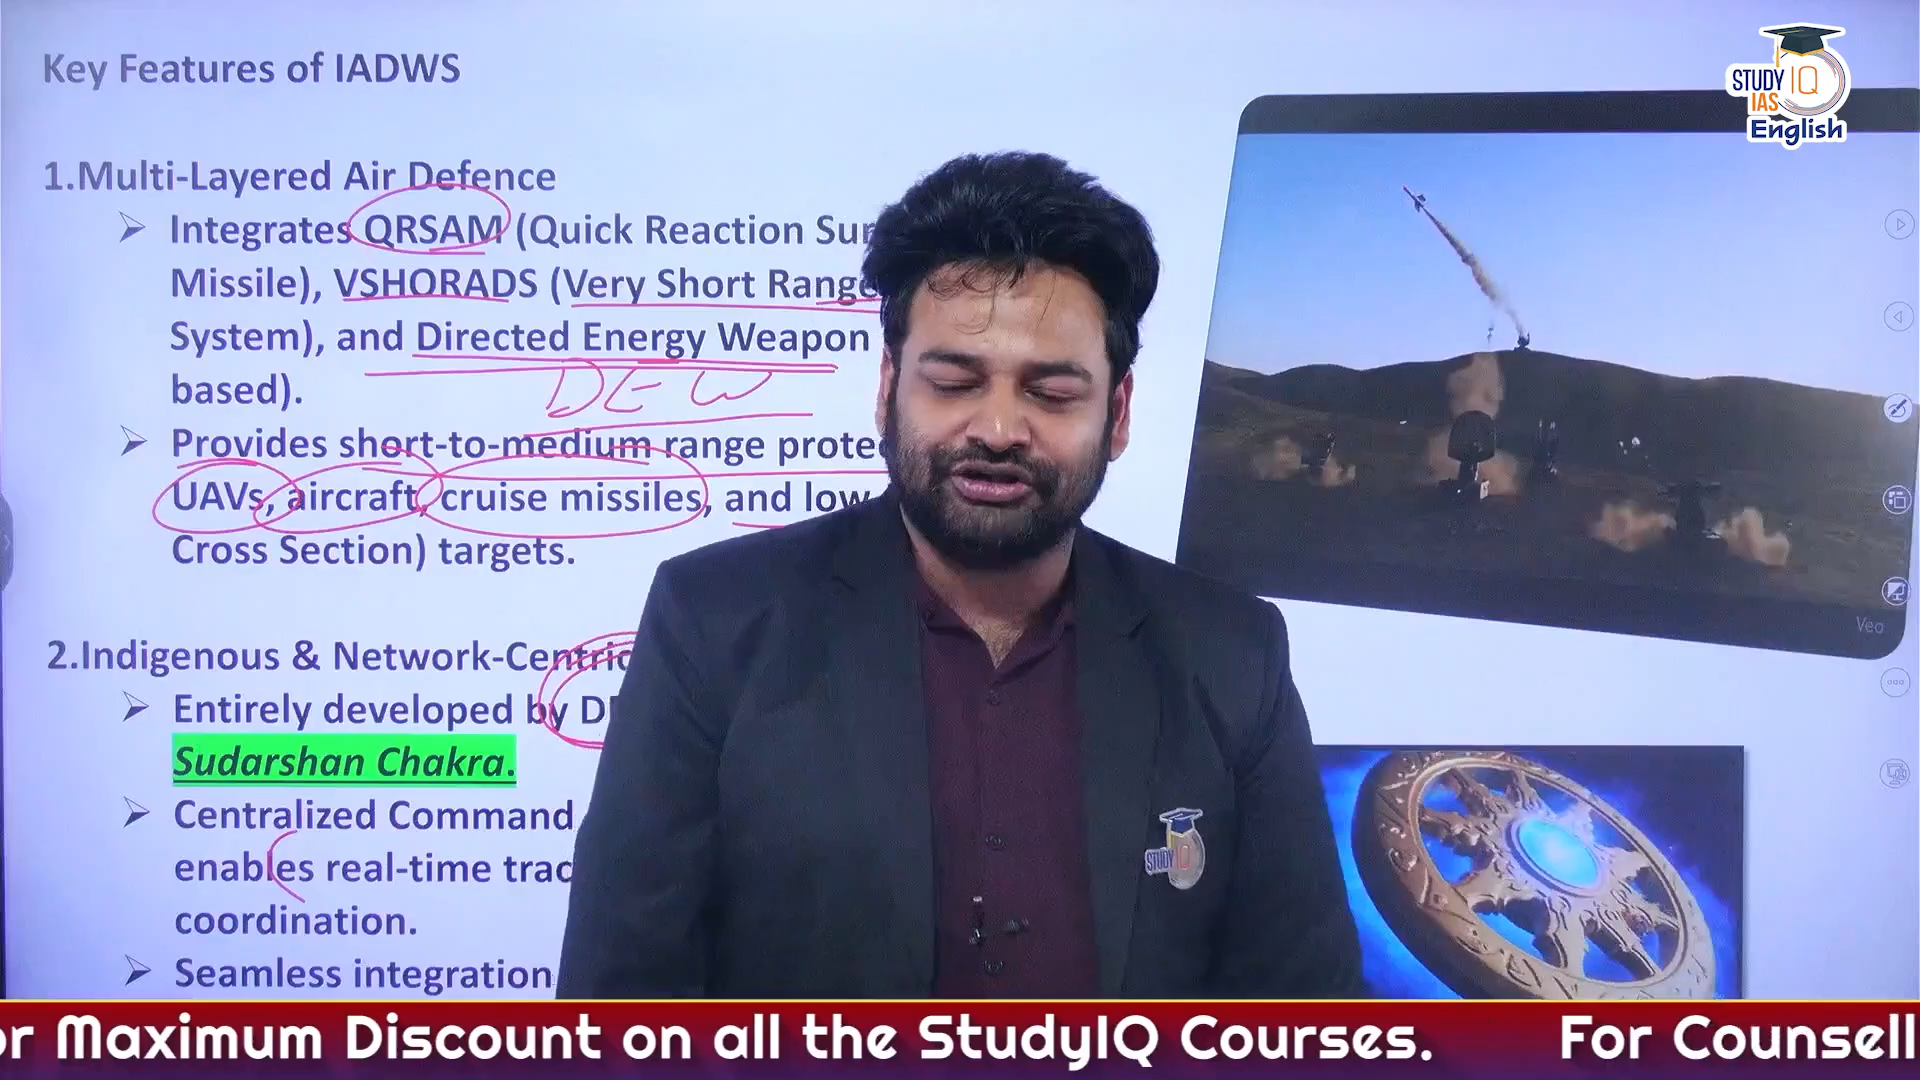 Key Features of IADWS
STUDY IQ
IAS
English
1.Multi-Layered Air Defence
➢ Integrates QRSAM (Quick Reaction Sur
Missile), VSHORADS (Very Short Range
System), and Directed Energy Weapon
DEW
based).
➢ Provides short-to-medium range prote
UAVs, aircraft, cruise missiles, and low
Cross Section) targets.
Veo
2.Indigenous & Network-Centric
➢ Entirely developed by D
Sudarshan Chakra.
➢ Centralized Command
enables real-time trac
coordination.
➢ Seamless integration
STUDY IQ
or Maximum Discount on all the StudyIQ Courses. For Counsell